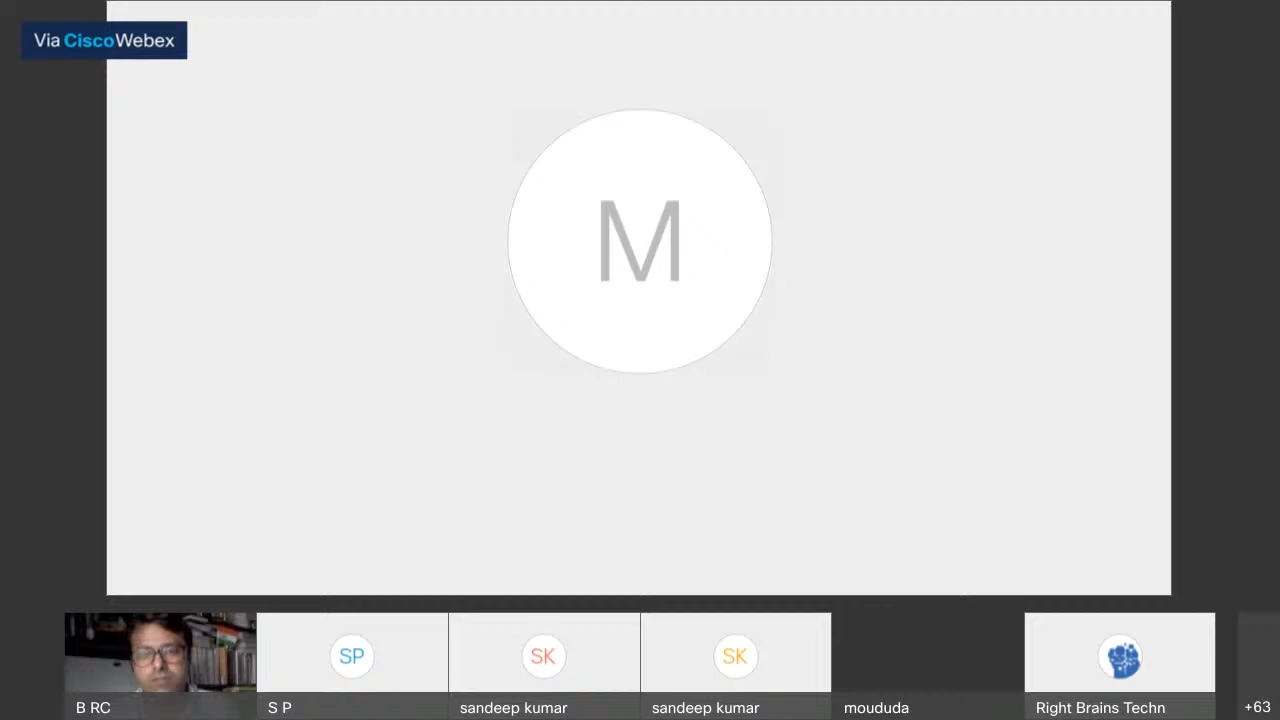 Via CiscoWebex
M
SP
SK
SK
B RC
S P
sandeep kumar
sandeep kumar
moududa
Right Brains Techn
+63